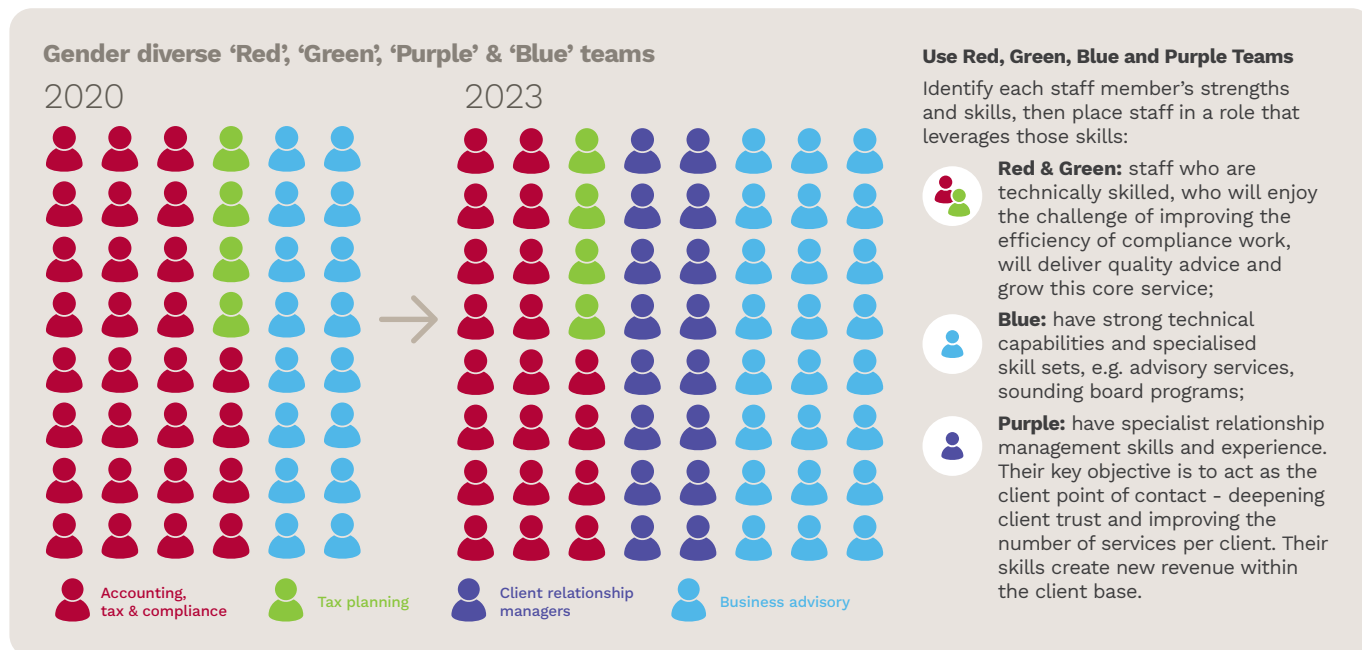 Gender diverse ‘Red’, ‘Green’, ‘Purple’ & ‘Blue’ teams
2020
2023
Accounting,
tax & compliance
Tax planning
Client relationship
managers
Business advisory
Use Red, Green, Blue and Purple Teams
Identify each staff member’s strengths
and skills, then place staff in a role that
leverages those skills:
Red & Green: staff who are
technically skilled, who will enjoy
the challenge of improving the
efficiency of compliance work,
will deliver quality advice and
grow this core service;
Blue: have strong technical
capabilities and specialised
skill sets, e.g. advisory services,
sounding board programs;
Purple: have specialist relationship
management skills and experience.
Their key objective is to act as the
client point of contact - deepening
client trust and improving the
number of services per client. Their
skills create new revenue within
the client base.